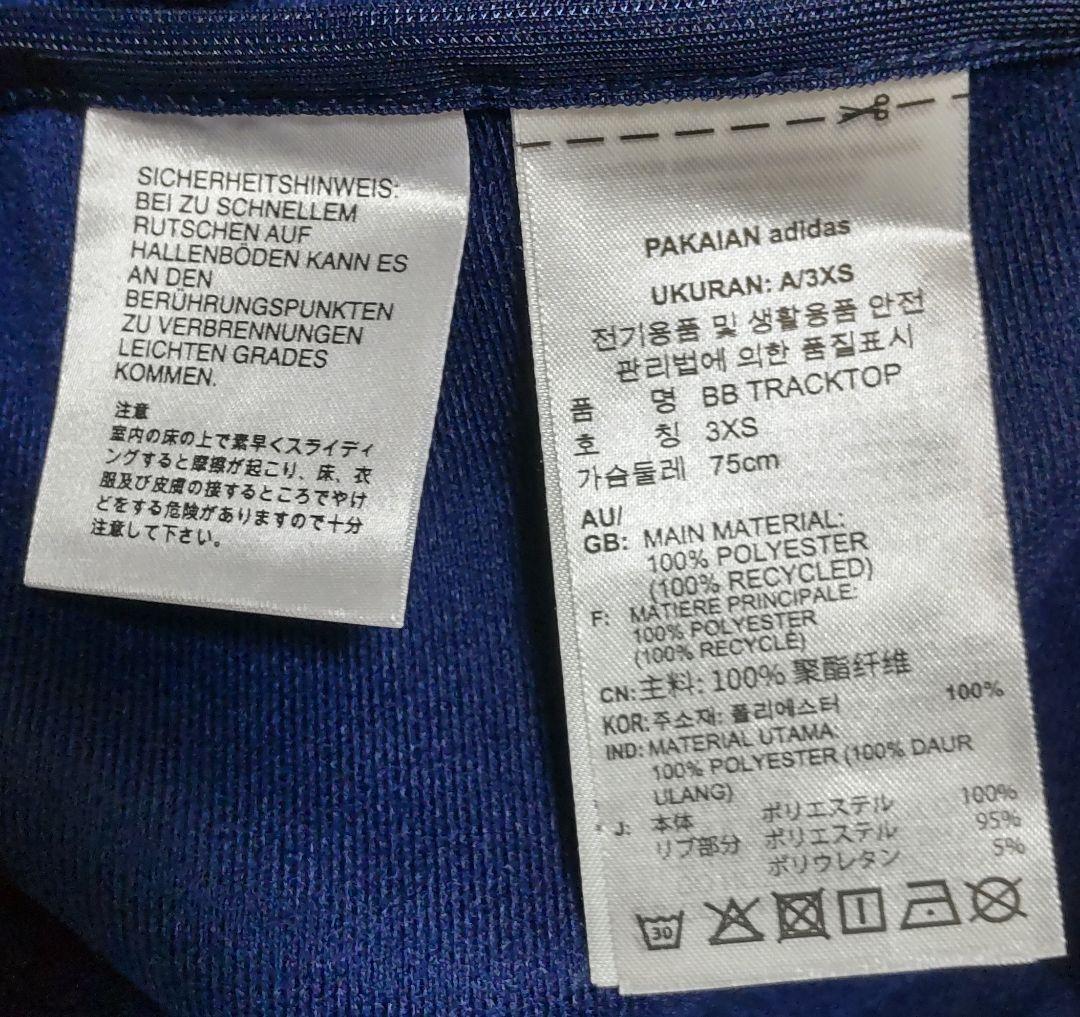 SICHERHEITSHINWEIS:
BEI ZU SCHNELLEM
RUTSCHEN AUF
HALLENBÖDEN KANN ES
AN DEN
BERÜHRUNGSPUNKTEN
ZU VERBRENNUNGEN
LEICHTEN GRADES
KOMMEN.
注意
室内の床の上で素早くスライディ
ングすると摩擦が起こり、床、衣
服及び皮膚の接するところでやけ
どをする危険がありますので十分
注意して下さい。
PAKAIAN adidas
UKURAN: A/3XS
전기용품 및 생활용품 안전
관리법에 의한 품질표시
품 명 BB TRACKTOP
호 칭 3XS
가슴둘레 75cm
AU/
GB: MAIN MATERIAL:
100% POLYESTER
(100% RECYCLED)
F: MATIERE PRINCIPALE:
100% POLYESTER
(100% RECYCLÉ)
CN: 主料: 100% 聚酯纤维
KOR: 주소재: 폴리에스터 100%
IND: MATERIAL UTAMA:
100% POLYESTER (100% DAUR
ULANG)
J: 本体 ポリエステル 100%
リブ部分 ポリエステル 95%
ポリウレタン 5%
30